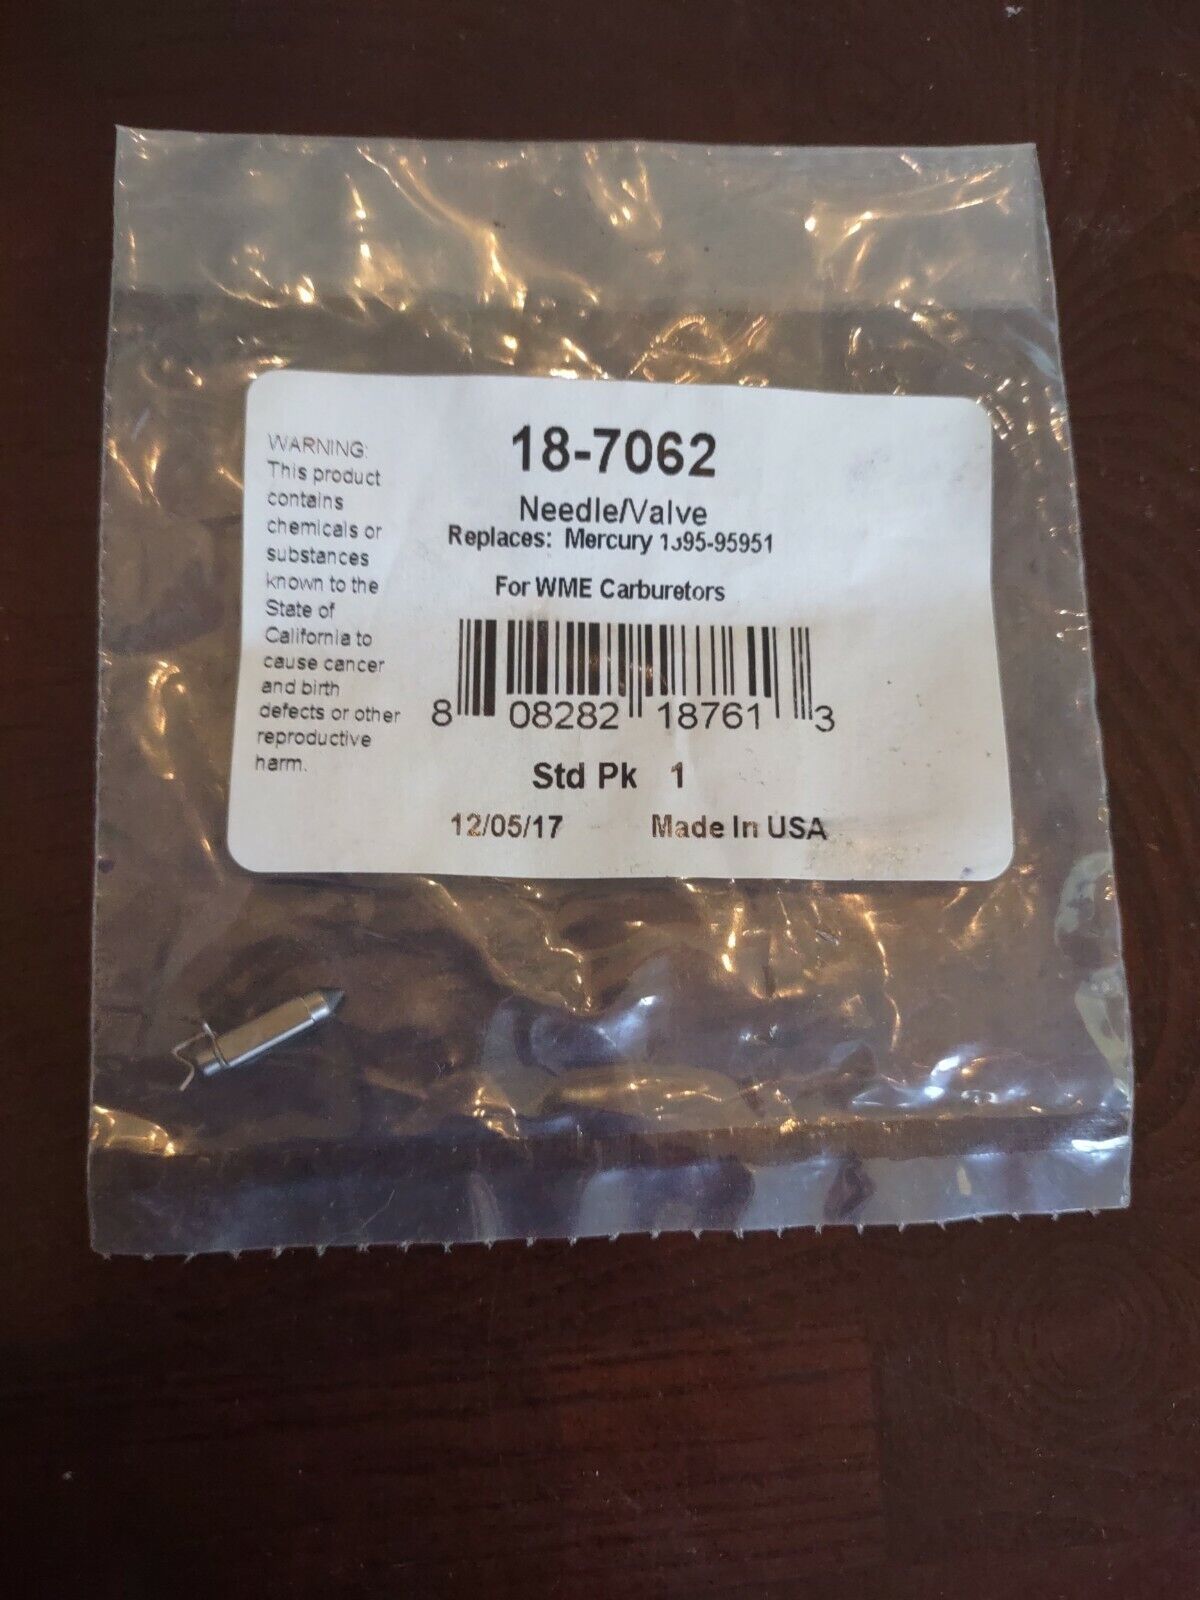 WARNING:
This product
contains
chemicals or
substances
known to the
State of
California to
cause cancer
and birth
defects or other
reproductive
harm.
18-7062
Needle/Valve
Replaces: Mercury 1395-95951
For WME Carburetors
8 08282 18761 3
Std Pk 1
12/05/17 Made In USA